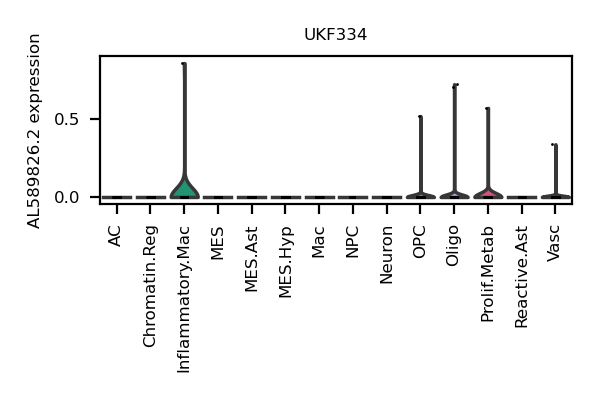 UKF334
AL589826.2 expression
0.5
0.0
AC
Chromatin.Reg
Inflammatory.Mac
MES
MES.Ast
MES.Hyp
Mac
NPC
Neuron
OPC
Oligo
Prolif.Metab
Reactive.Ast
Vasc